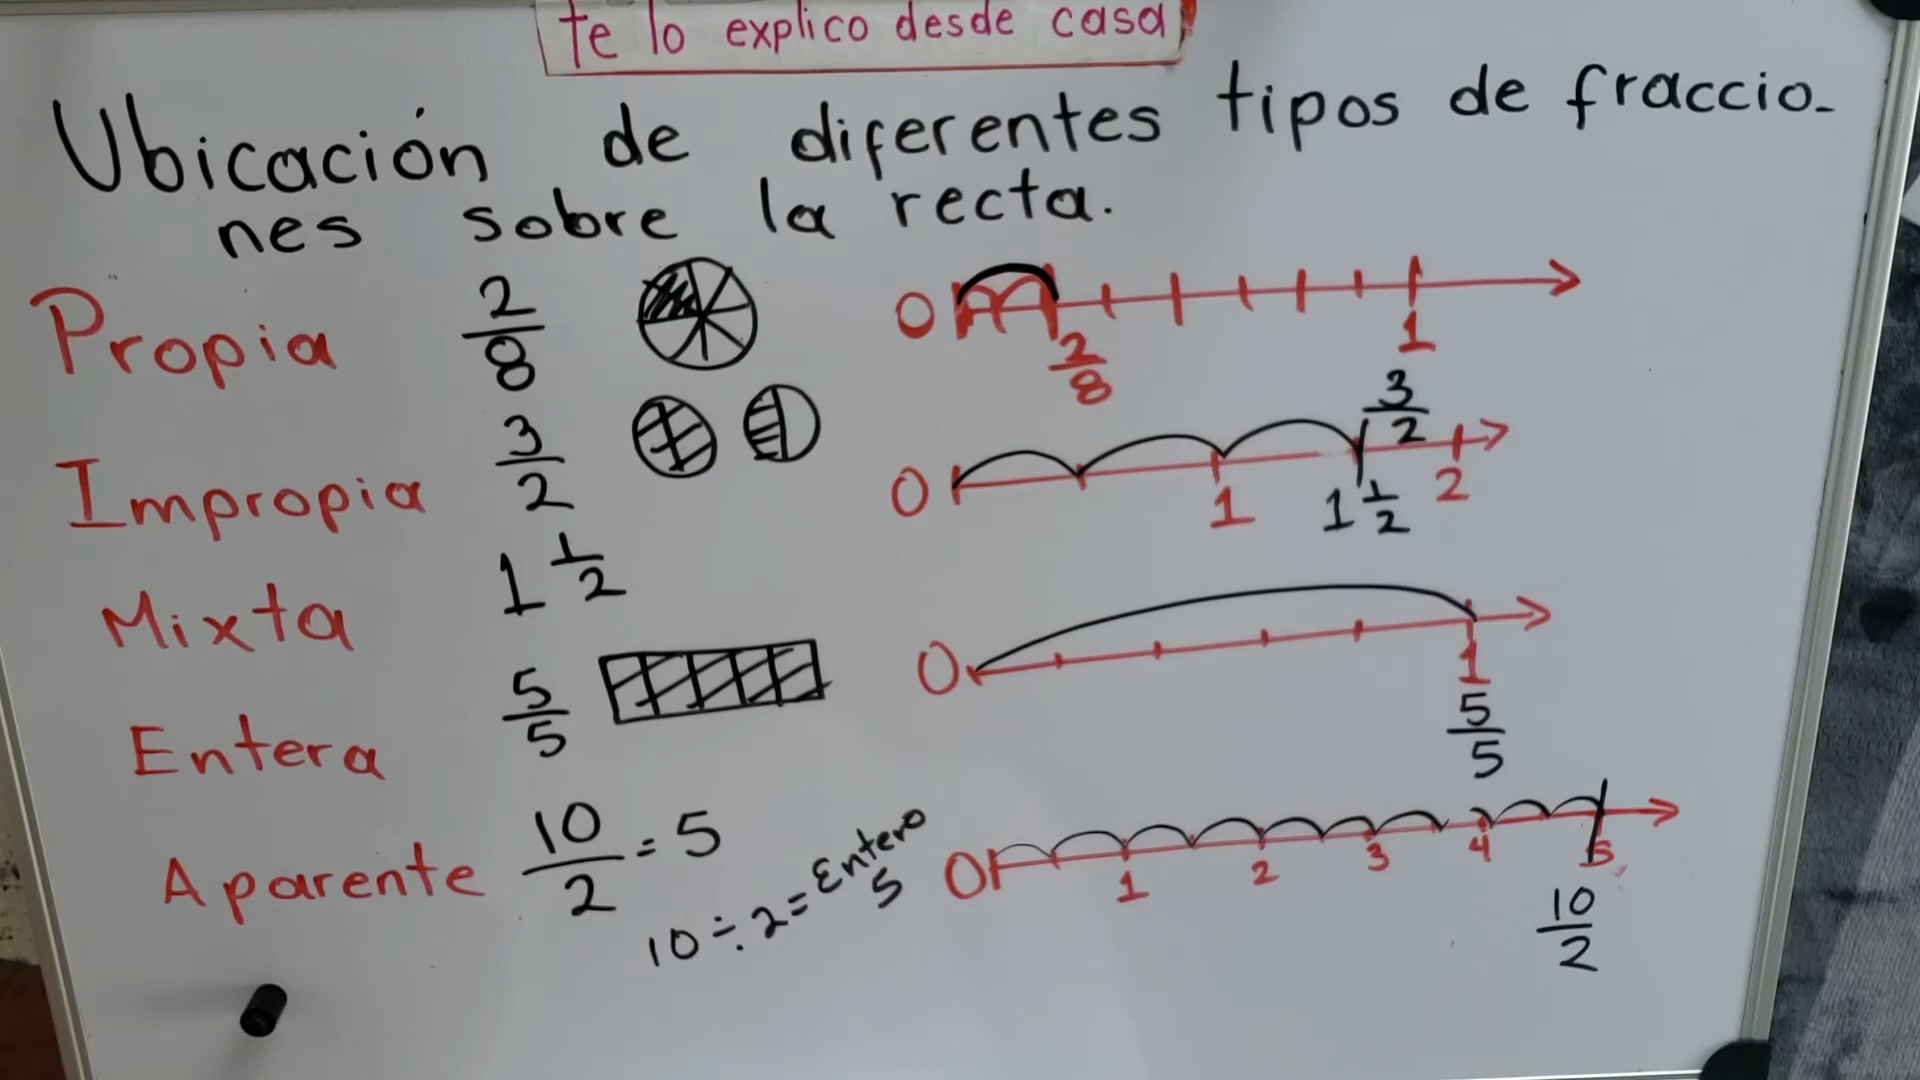 te lo explico desde casa
Ubicación de diferentes tipos de fraccio-
nes sobre la recta.
Propia 2/8 0 2/8 1
Impropia 3/2 0 1 3/2 1 1/2 2
Mixta 1 1/2
Entera 5/5 0 1 5/5
Aparente 10/2 = 5 0 1 2 3 4 5 10/2
10 ÷ 2 = Entero 5